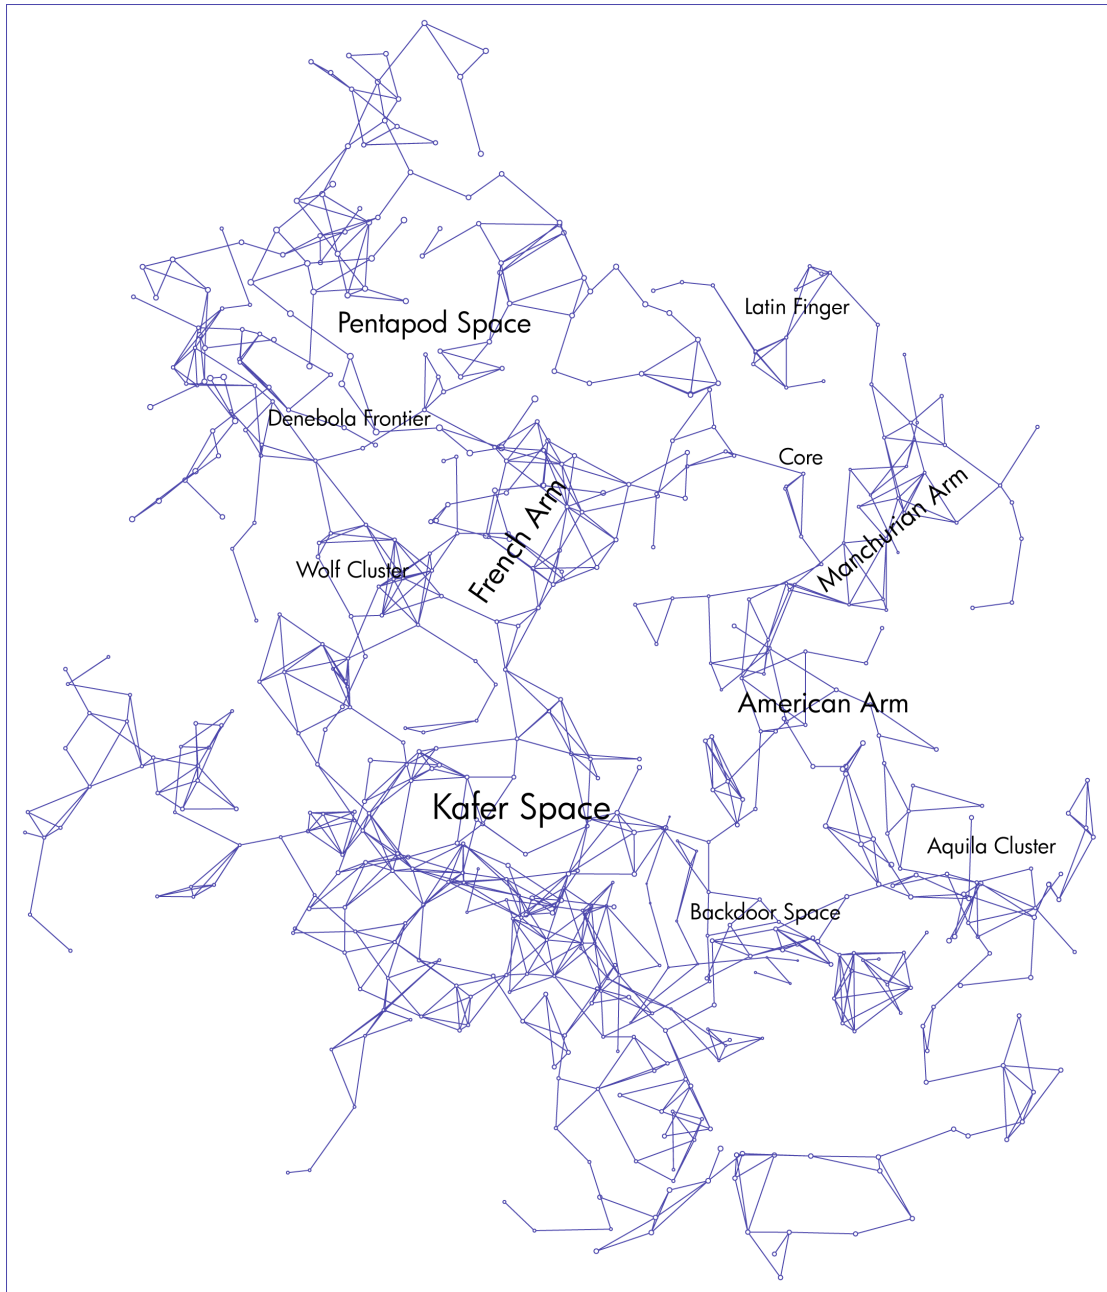 Latin Finger
Pentapod Space
Denebola Frontier
Core
French Arm
Manchurian Arm
Wolf Cluster
American Arm
Kafer Space
Aquila Cluster
Backdoor Space